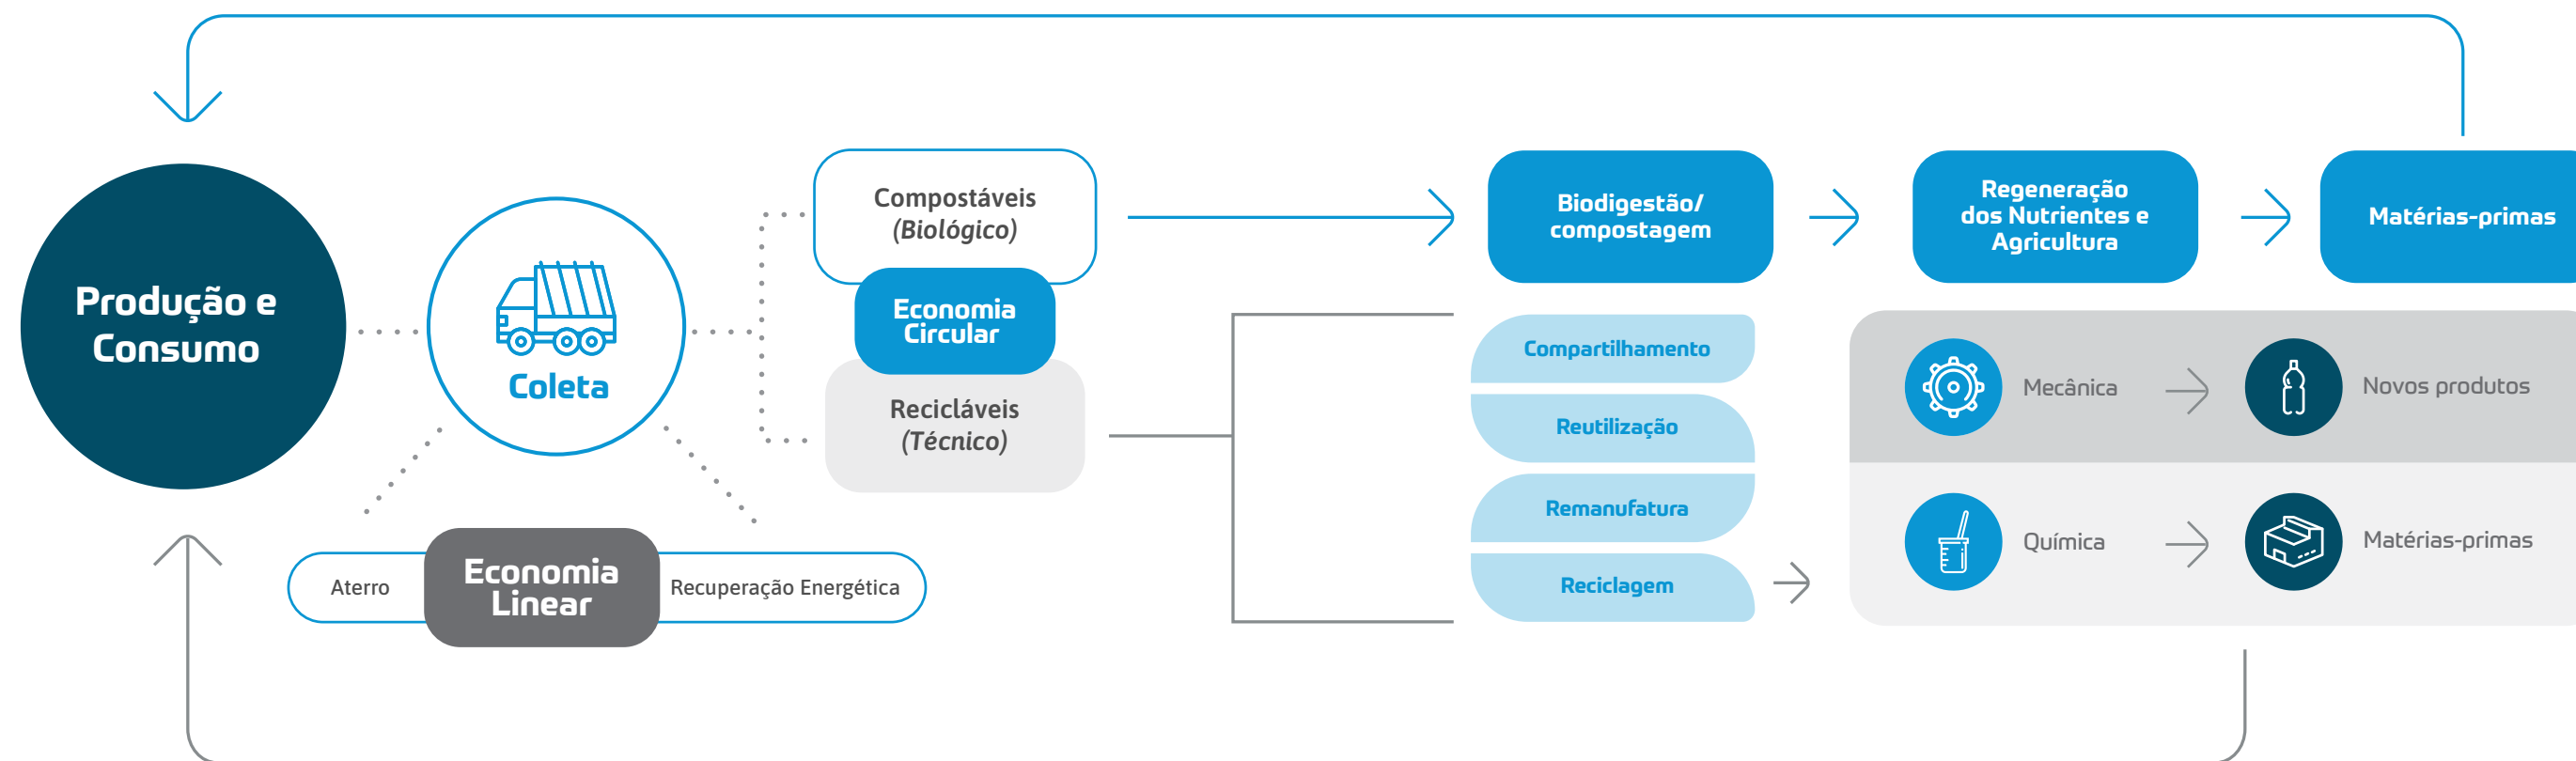 Produção e
Consumo
Coleta
Compostáveis
(Biológico)
Economia
Circular
Recicláveis
(Técnico)
Aterro
Economia
Linear
Recuperação Energética
Biodigestão/
compostagem
Regeneração
dos Nutrientes e
Agricultura
Matérias-primas
Compartilhamento
Reutilização
Remanufatura
Reciclagem
Mecânica
Novos produtos
Química
Matérias-primas